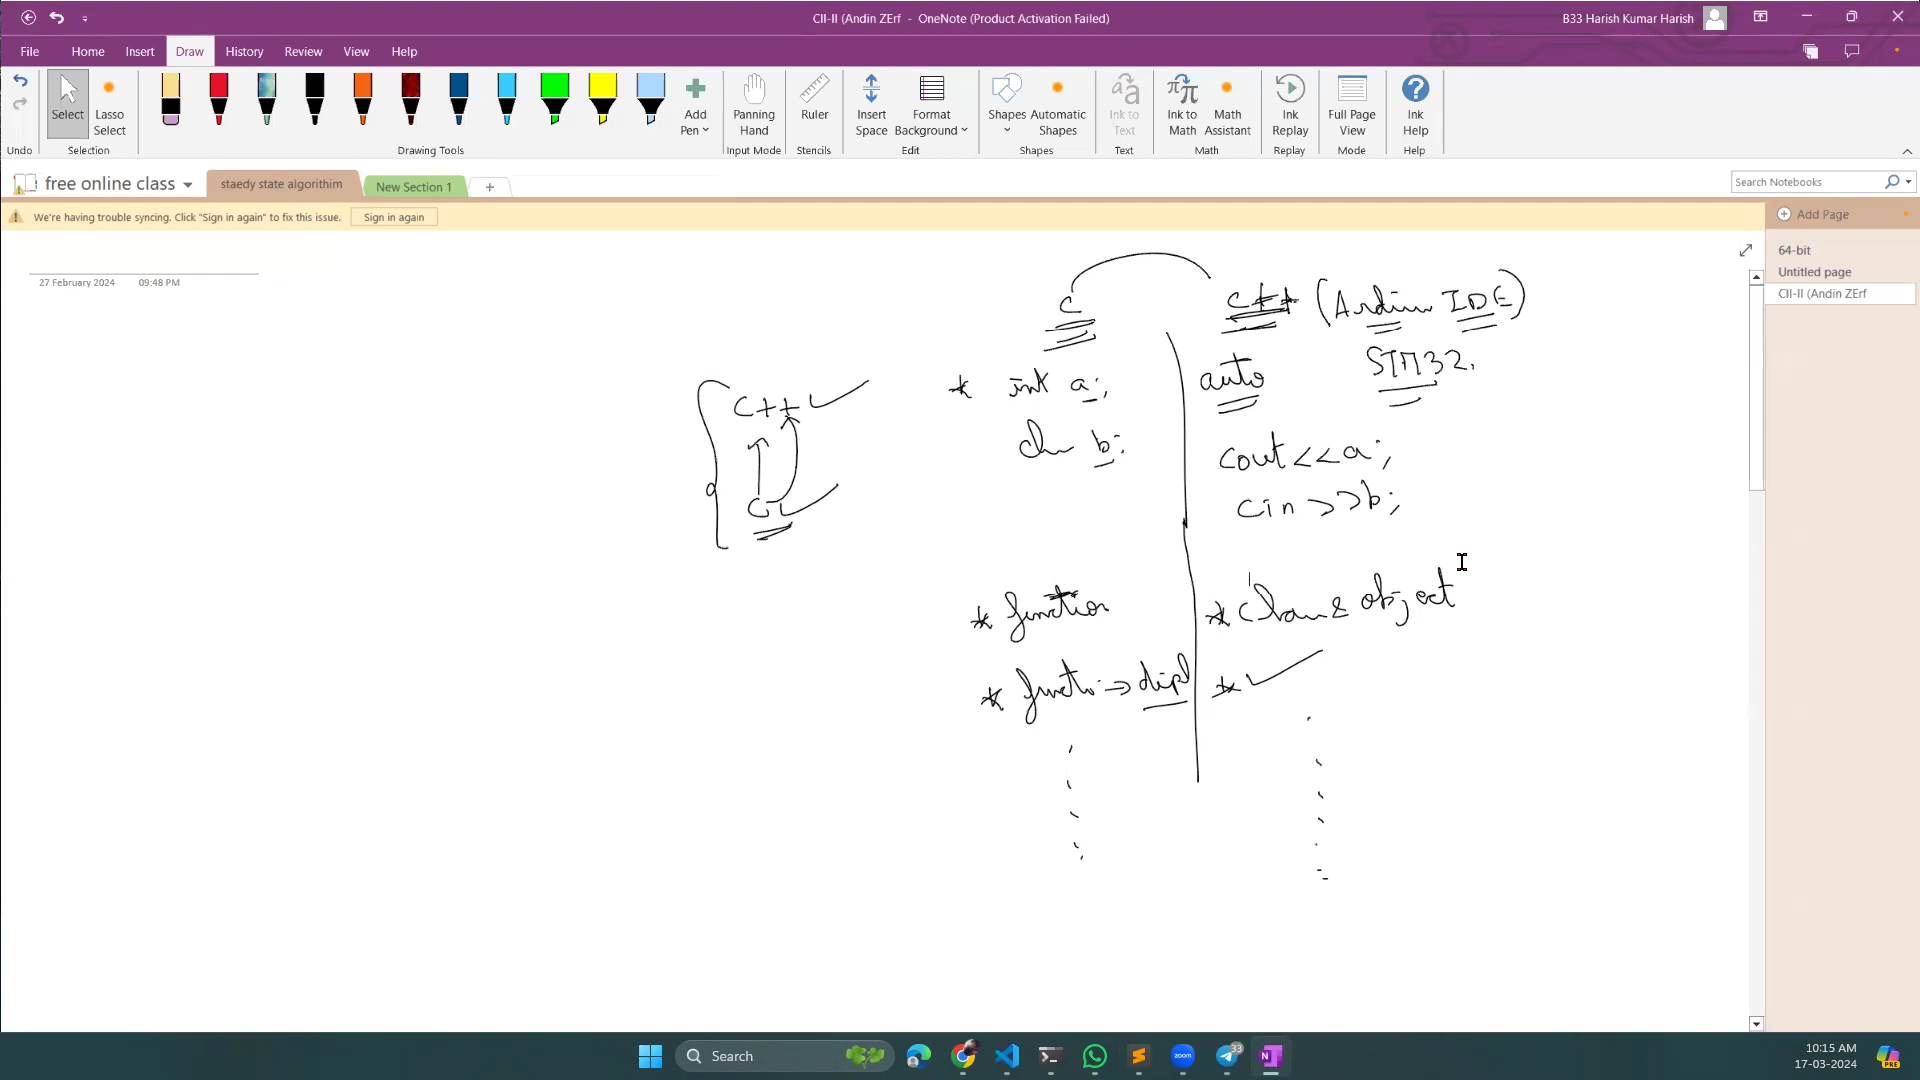 CII-II (Andin ZErf - OneNote (Product Activation Failed)
B33 Harish Kumar Harish
File Home Insert Draw History Review View Help
Select
Lasso Select
Add Pen
Panning Hand
Ruler
Insert Space
Format Background
Shapes
Automatic Shapes
Ink to Text
Ink to Math
Math Assistant
Ink Replay
Full Page View
Ink Help
Undo Selection Drawing Tools Input Mode Stencils Edit Shapes Text Math Replay Mode Help
free online class
staedy state algorithim
New Section 1
Search Notebooks
We're having trouble syncing. Click "Sign in again" to fix this issue.
Sign in again
Add Page
64-bit
Untitled page
CII-II (Andin ZErf
27 February 2024 09:48 PM
C
C++ (Ardin IDE)
STM32.
* int a; auto
C++
b; cout<<a;
C cin>>b;
* function * & object
* *
Search
33
10:15 AM
17-03-2024
PRE
zoom